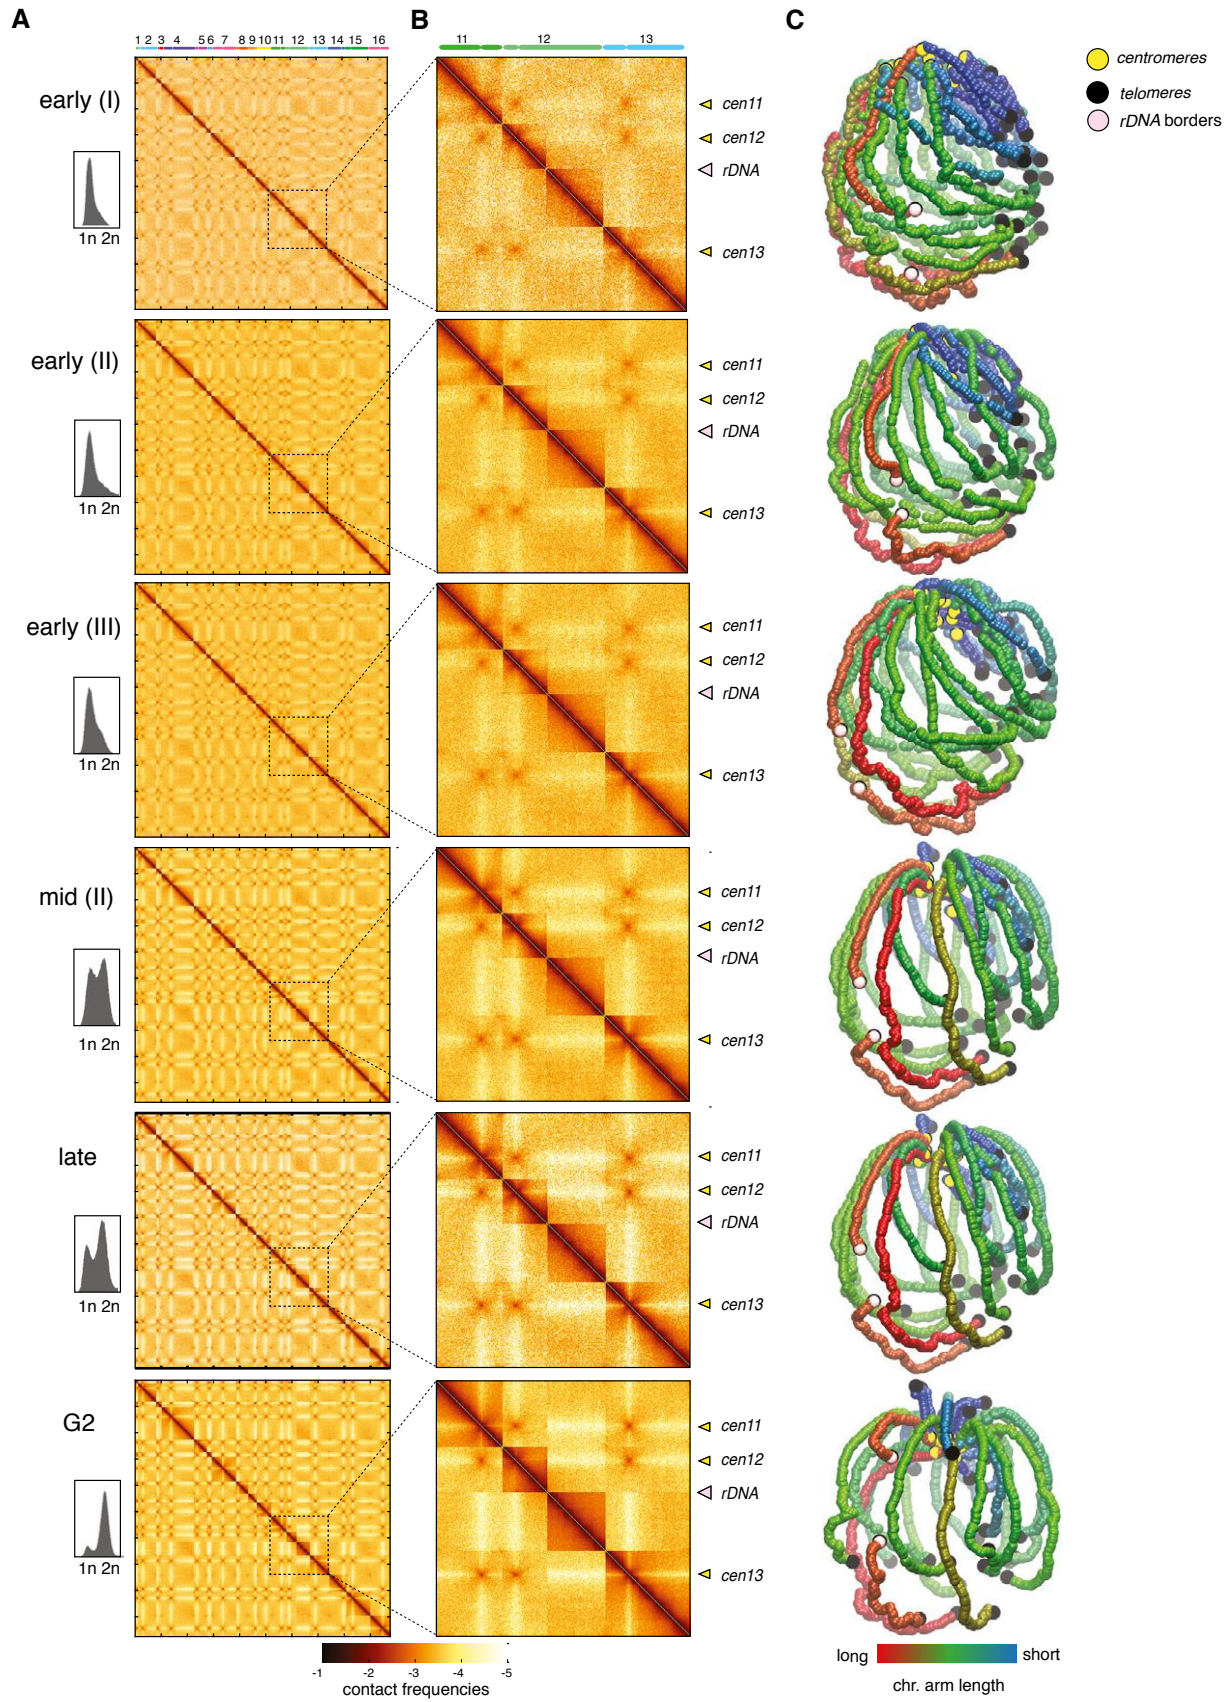 A
B
C
1 2 3 4 5 6 7 8 9 10 11 12 13 14 15 16
11 12 13
centromeres
telomeres
rDNA borders
early (I)
1n 2n
cen11
cen12
rDNA
cen13
early (II)
1n 2n
cen11
cen12
rDNA
cen13
early (III)
1n 2n
cen11
cen12
rDNA
cen13
mid (II)
1n 2n
cen11
cen12
rDNA
cen13
late
1n 2n
cen11
cen12
rDNA
cen13
G2
1n 2n
cen11
cen12
rDNA
cen13
-1 -2 -3 -4 -5
contact frequencies
long short
chr. arm length